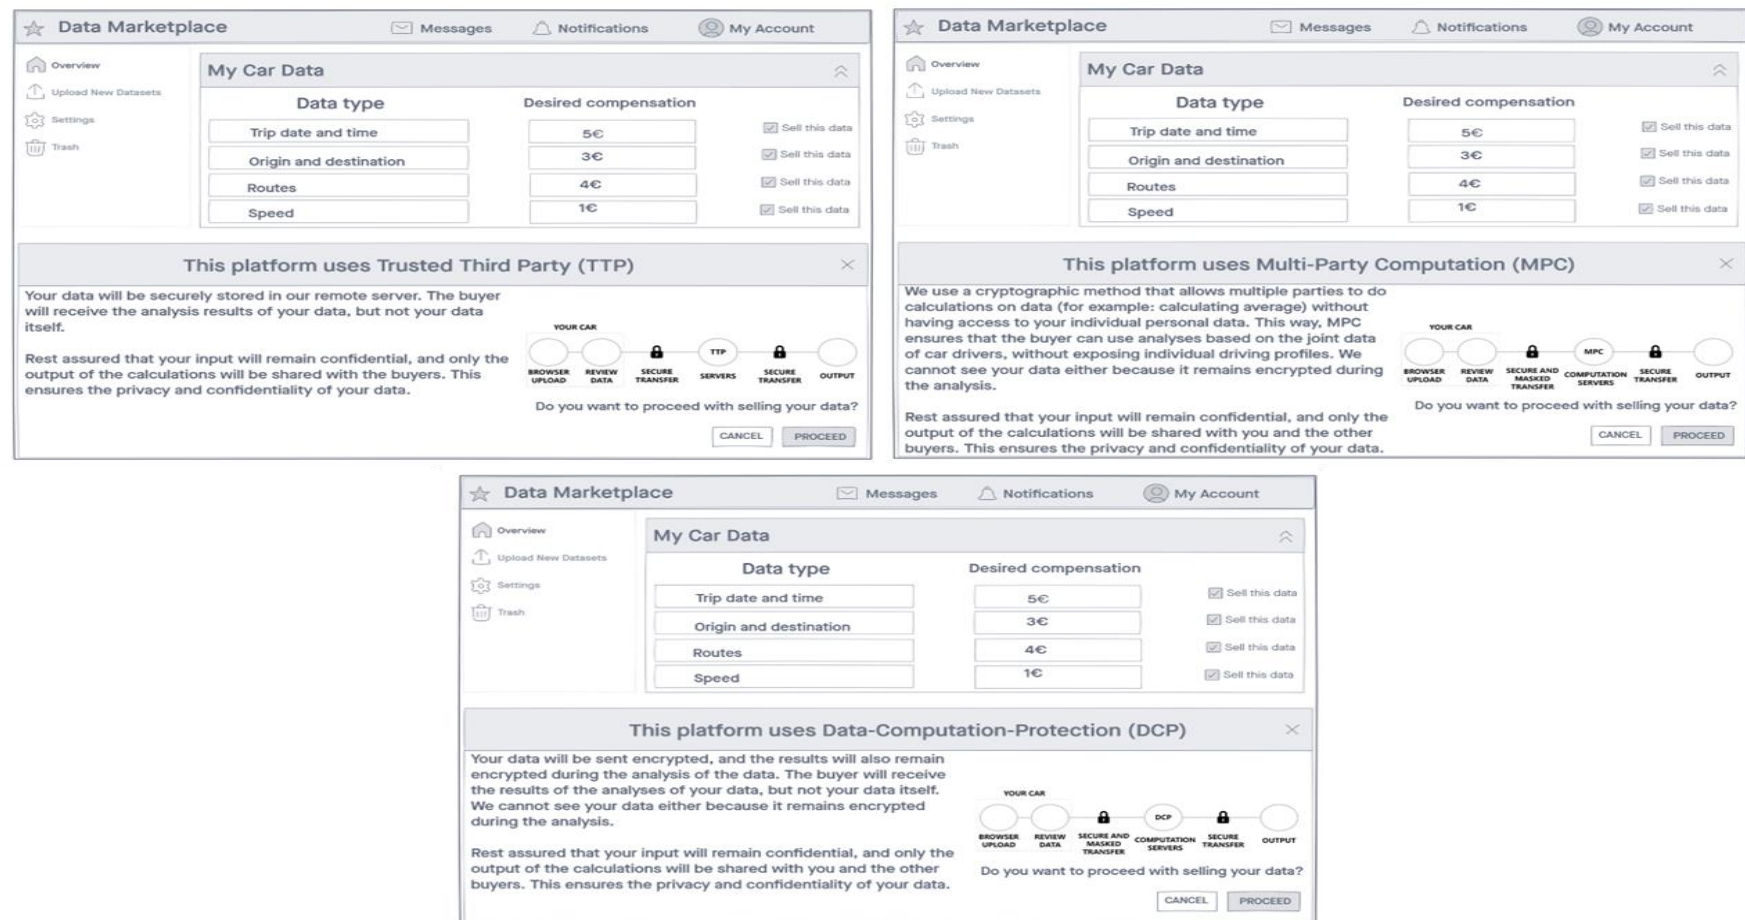 Data Marketplace
Messages
Notifications
My Account
Overview
Upload New Datasets
Settings
Trash
My Car Data
Data type
Desired compensation
Trip date and time
5€
Sell this data
Origin and destination
3€
Sell this data
Routes
4€
Sell this data
Speed
1€
Sell this data
This platform uses Trusted Third Party (TTP)
Your data will be securely stored in our remote server. The buyer
will receive the analysis results of your data, but not your data
itself.
Rest assured that your input will remain confidential, and only the
output of the calculations will be shared with the buyers. This
ensures the privacy and confidentiality of your data.
YOUR CAR
TTP
BROWSER
UPLOAD
REVIEW
DATA
SECURE
TRANSFER
SERVERS
SECURE
TRANSFER
OUTPUT
Do you want to proceed with selling your data?
CANCEL
PROCEED
Data Marketplace
Messages
Notifications
My Account
Overview
Upload New Datasets
Settings
Trash
My Car Data
Data type
Desired compensation
Trip date and time
5€
Sell this data
Origin and destination
3€
Sell this data
Routes
4€
Sell this data
Speed
1€
Sell this data
This platform uses Multi-Party Computation (MPC)
We use a cryptographic method that allows multiple parties to do
calculations on data (for example: calculating average) without
having access to your individual personal data. This way, MPC
ensures that the buyer can use analyses based on the joint data
of car drivers, without exposing individual driving profiles. We
cannot see your data either because it remains encrypted during
the analysis.
Rest assured that your input will remain confidential, and only the
output of the calculations will be shared with you and the other
buyers. This ensures the privacy and confidentiality of your data.
YOUR CAR
MPC
BROWSER
UPLOAD
REVIEW
DATA
SECURE AND
MASKED
TRANSFER
COMPUTATION
SERVERS
SECURE
TRANSFER
OUTPUT
Do you want to proceed with selling your data?
CANCEL
PROCEED
Data Marketplace
Messages
Notifications
My Account
Overview
Upload New Datasets
Settings
Trash
My Car Data
Data type
Desired compensation
Trip date and time
5€
Sell this data
Origin and destination
3€
Sell this data
Routes
4€
Sell this data
Speed
1€
Sell this data
This platform uses Data-Computation-Protection (DCP)
Your data will be sent encrypted, and the results will also remain
encrypted during the analysis of the data. The buyer will receive
the results of the analyses of your data, but not your data itself.
We cannot see your data either because it remains encrypted
during the analysis.
Rest assured that your input will remain confidential, and only the
output of the calculations will be shared with you and the other
buyers. This ensures the privacy and confidentiality of your data.
YOUR CAR
DCP
BROWSER
UPLOAD
REVIEW
DATA
SECURE AND
MASKED
TRANSFER
COMPUTATION
SERVERS
SECURE
TRANSFER
OUTPUT
Do you want to proceed with selling your data?
CANCEL
PROCEED